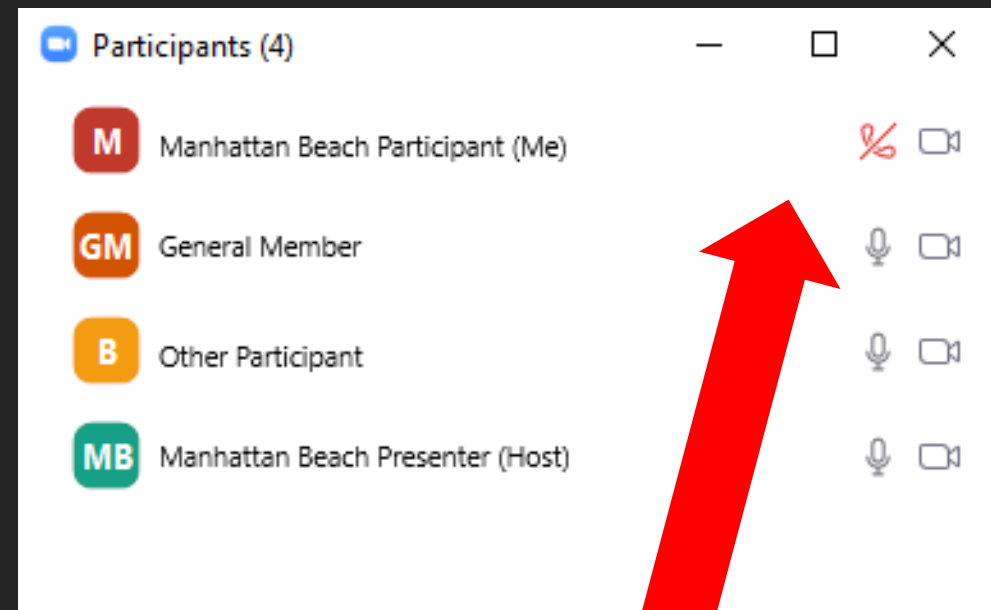 Participants (4)
M Manhattan Beach Participant (Me)
GM General Member
B Other Participant
MB Manhattan Beach Presenter (Host)